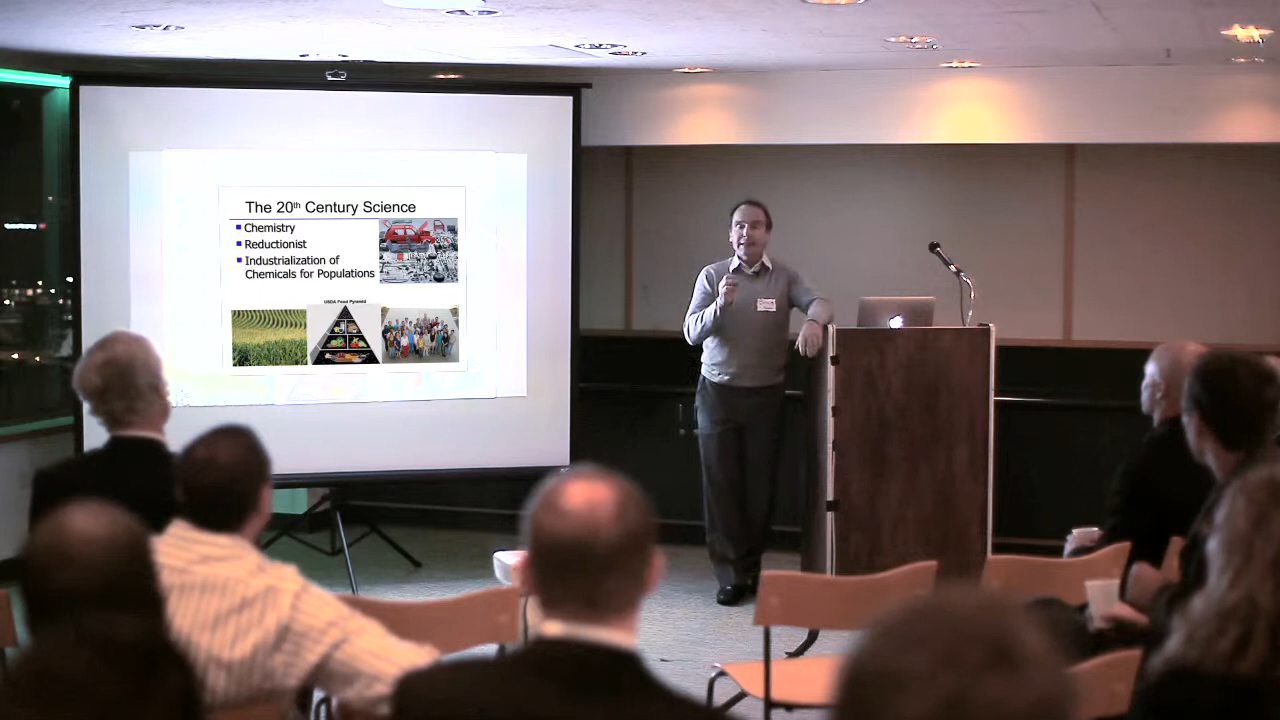 The 20th Century Science
Chemistry
Reductionist
Industrialization of
Chemicals for Populations
USDA Food Pyramid